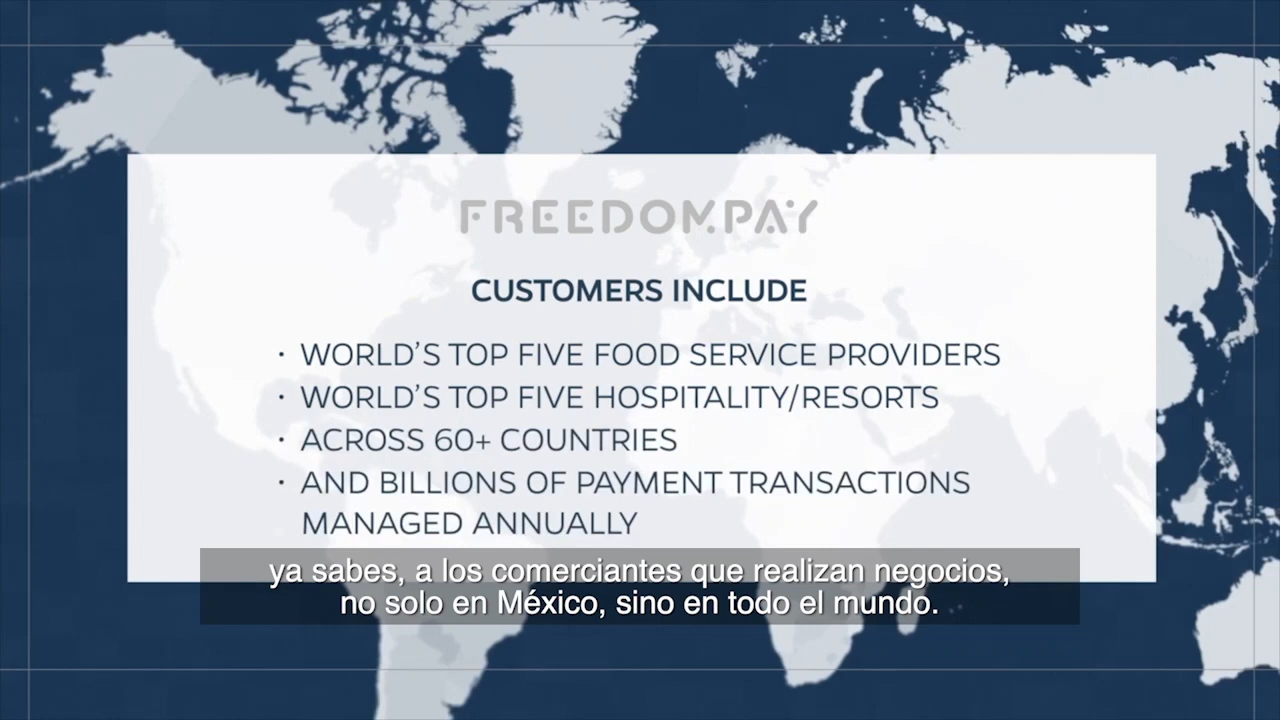 FREEDOMPAY
CUSTOMERS INCLUDE
· WORLD'S TOP FIVE FOOD SERVICE PROVIDERS
· WORLD'S TOP FIVE HOSPITALITY/RESORTS
· ACROSS 60+ COUNTRIES
· AND BILLIONS OF PAYMENT TRANSACTIONS
MANAGED ANNUALLY
ya sabes, a los comerciantes que realizan negocios,
no solo en México, sino en todo el mundo.